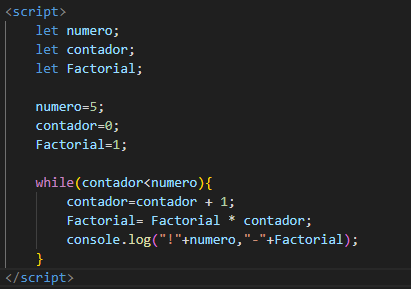 <script>
let numero;
let contador;
let Factorial;
numero=5;
contador=0;
Factorial=1;
while(contador<numero){
contador=contador + 1;
Factorial= Factorial * contador;
console.log("!"+numero,"-"+Factorial);
}
</script>